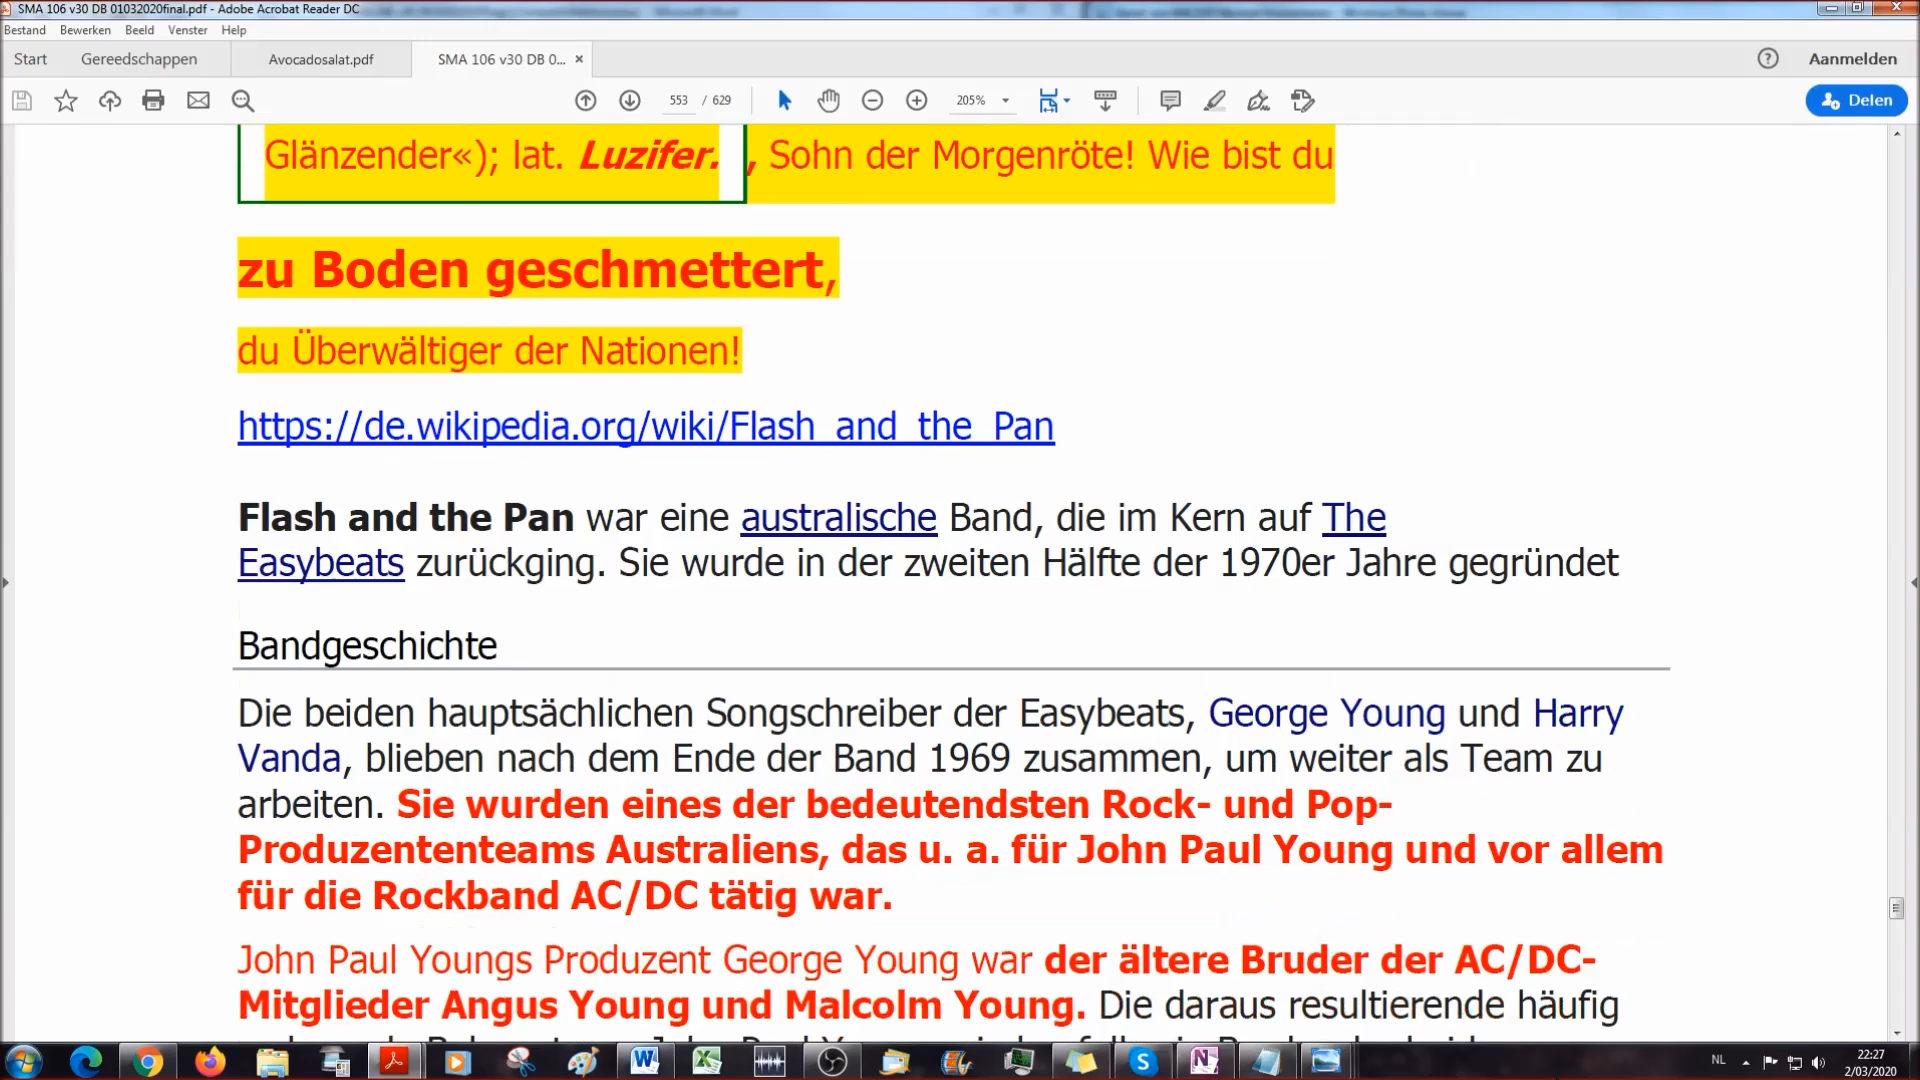 SMA 106 v30 DB 01032020final.pdf - Adobe Acrobat Reader DC
Bestand Bewerken Beeld Venster Help
Start Gereedschappen Avocadosalat.pdf SMA 106 v30 DB 0... × ? Aanmelden
553 / 629 205% Delen
Glänzender«); lat. Luzifer. , Sohn der Morgenröte! Wie bist du
zu Boden geschmettert,
du Überwältiger der Nationen!
https://de.wikipedia.org/wiki/Flash_and_the_Pan
Flash and the Pan war eine australische Band, die im Kern auf The
Easybeats zurückging. Sie wurde in der zweiten Hälfte der 1970er Jahre gegründet
Bandgeschichte
Die beiden hauptsächlichen Songschreiber der Easybeats, George Young und Harry
Vanda, blieben nach dem Ende der Band 1969 zusammen, um weiter als Team zu
arbeiten. Sie wurden eines der bedeutendsten Rock- und Pop-
Produzententeams Australiens, das u. a. für John Paul Young und vor allem
für die Rockband AC/DC tätig war.
John Paul Youngs Produzent George Young war der ältere Bruder der AC/DC-
Mitglieder Angus Young und Malcolm Young. Die daraus resultierende häufig
NL 22:27
2/03/2020